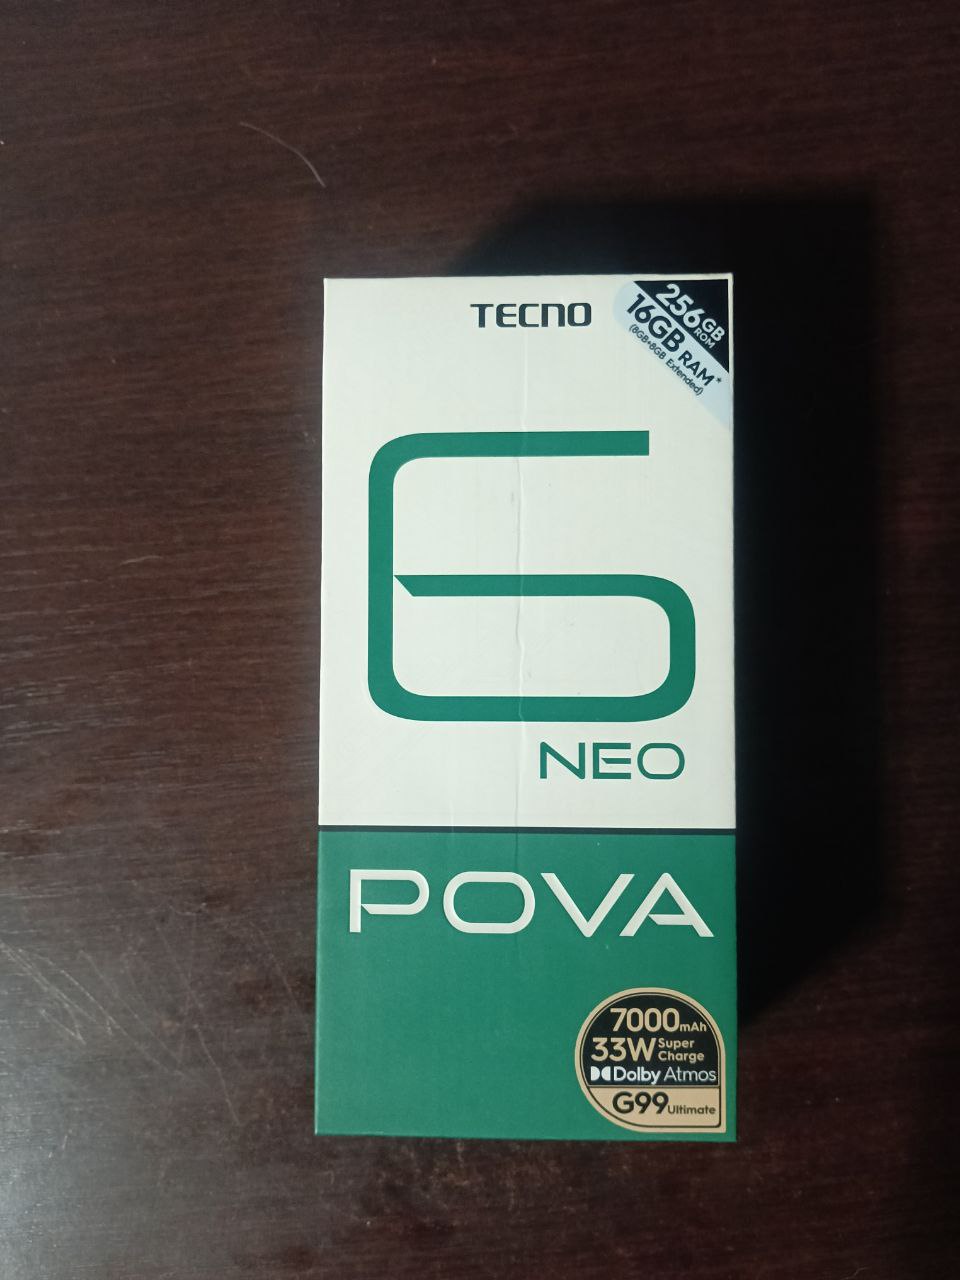 TECNO
256GB ROM
16GB RAM*
(8GB+8GB Extended)
6
NEO
POVA
7000mAh
33W Super Charge
Dolby Atmos
G99 Ultimate